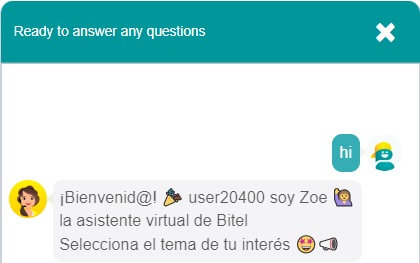 Ready to answer any questions
hi
¡Bienvenid@! 🎉 user20400 soy Zoe 🙋‍♀️
la asistente virtual de Bitel
Selecciona el tema de tu interés 🤩📢